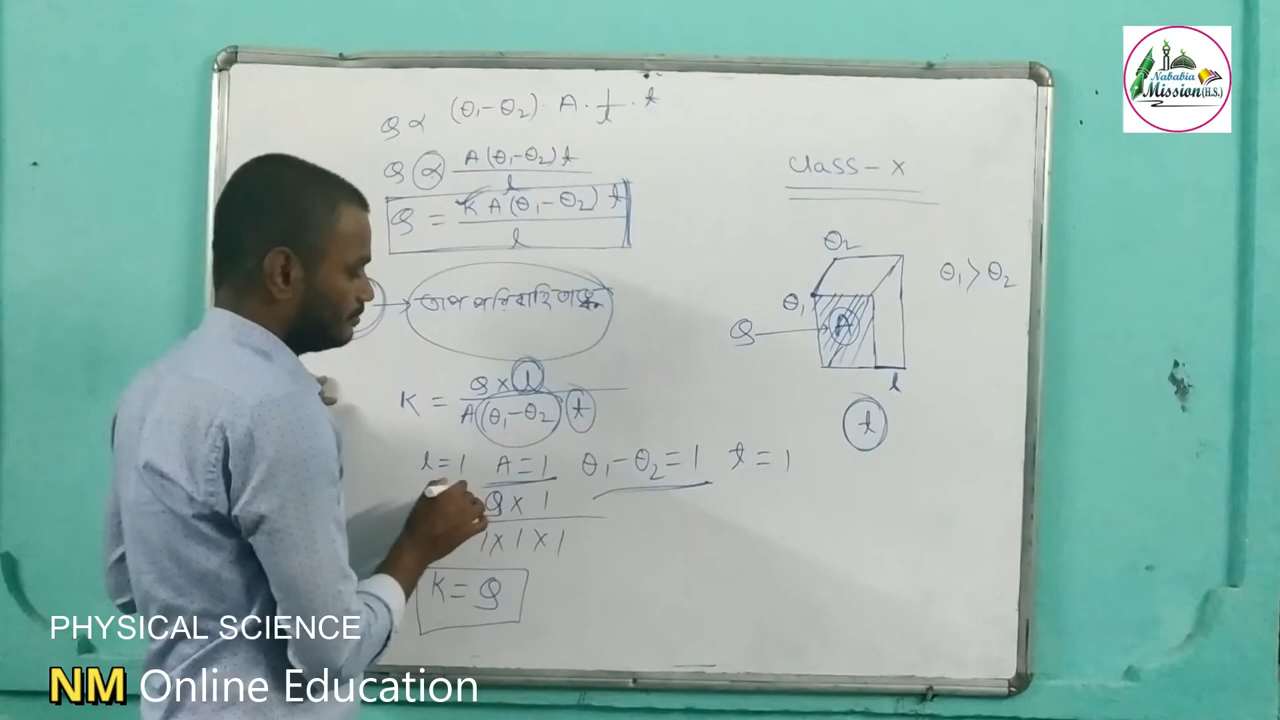 Q ∝ (θ₁-θ₂) · A · 1/l · t
Q ∝ A(θ₁-θ₂)t / l
Q = KA(θ₁-θ₂)t / l
→ তাপ পরিবাহিতাঙ্ক
K = Q × l / A(θ₁-θ₂)t
l = 1 A = 1 θ₁-θ₂ = 1 t = 1
Q × 1 / 1 × 1 × 1
K = Q
Class - X
θ₂
θ₁ > θ₂
θ₁
Q → A
l
t
Nababia
Mission (H.S.)
PHYSICAL SCIENCE
NM Online Education